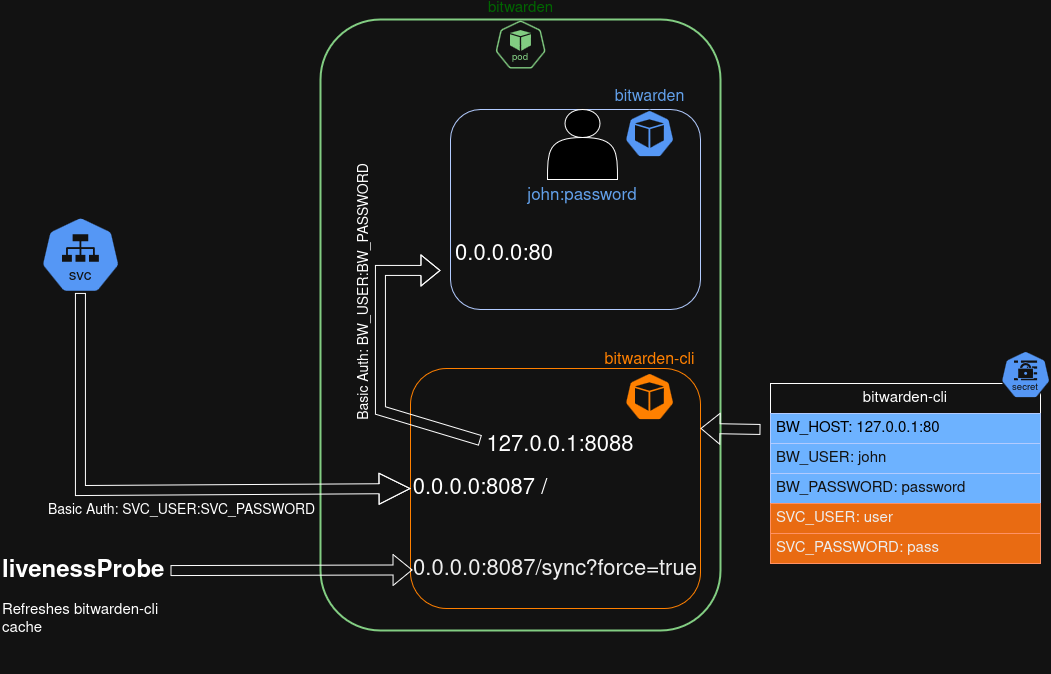 bitwarden
pod
bitwarden
john:password
0.0.0.0:80
Basic Auth: BW_USER:BW_PASSWORD
svc
bitwarden-cli
127.0.0.1:8088
0.0.0.0:8087 /
Basic Auth: SVC_USER:SVC_PASSWORD
secret
bitwarden-cli
BW_HOST: 127.0.0.1:80
BW_USER: john
BW_PASSWORD: password
SVC_USER: user
SVC_PASSWORD: pass
livenessProbe
0.0.0.0:8087/sync?force=true
Refreshes bitwarden-cli
cache